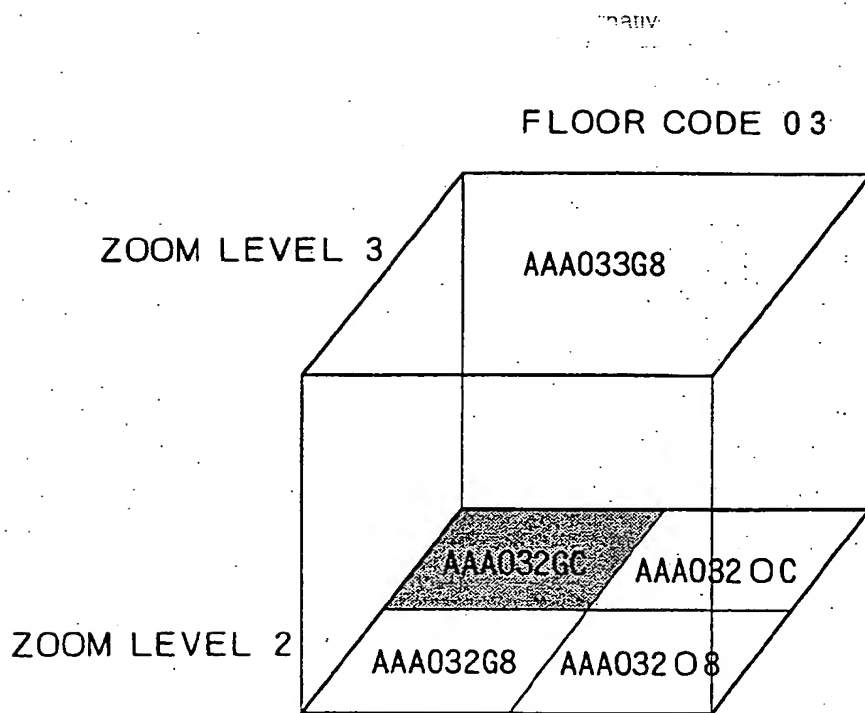 FLOOR CODE 03
ZOOM LEVEL 3
AAA033G8
AAA032GC
AAA032OC
ZOOM LEVEL 2
AAA032G8
AAA032O8